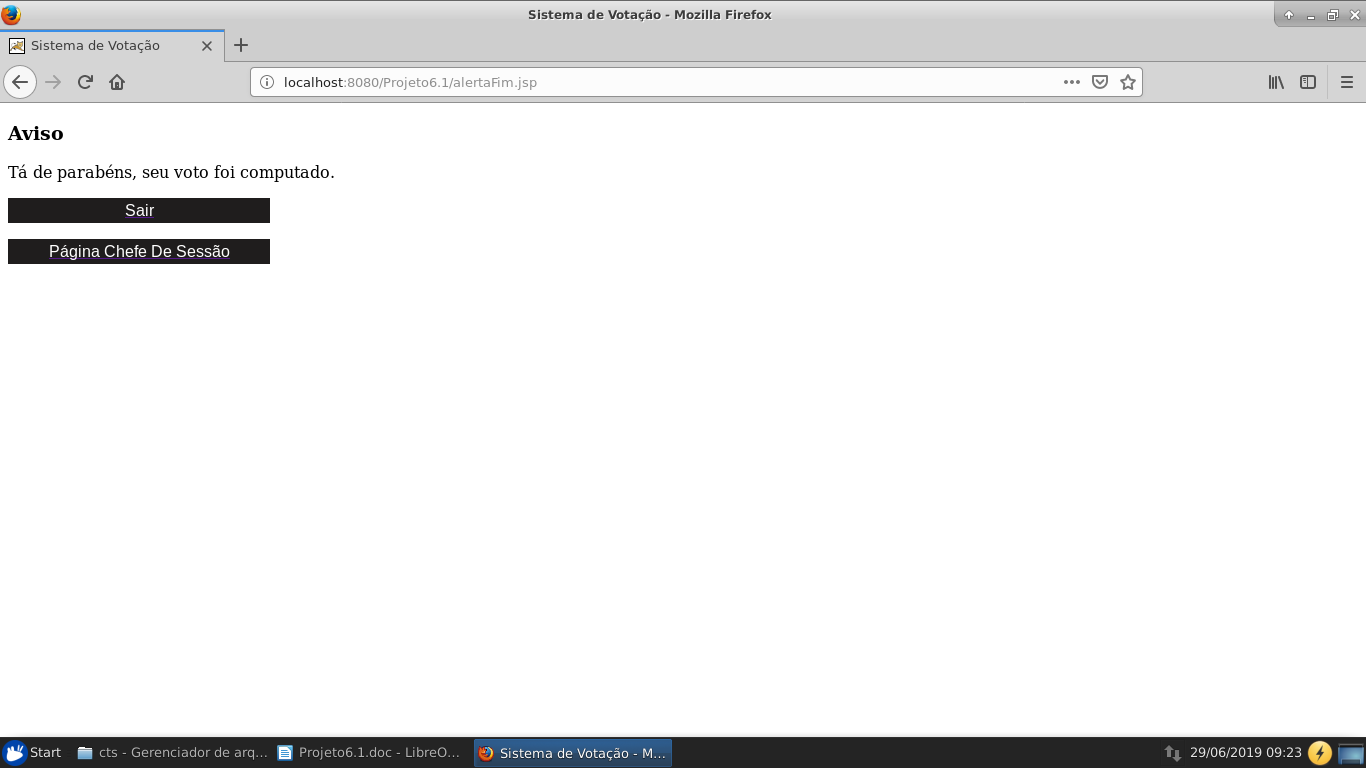 Sistema de Votação - Mozilla Firefox
Sistema de Votação
localhost:8080/Projeto6.1/alertaFim.jsp
Aviso
Tá de parabéns, seu voto foi computado.
Sair
Página Chefe De Sessão
Start cts - Gerenciador de arq... Projeto6.1.doc - LibreO... Sistema de Votação - M... 29/06/2019 09:23